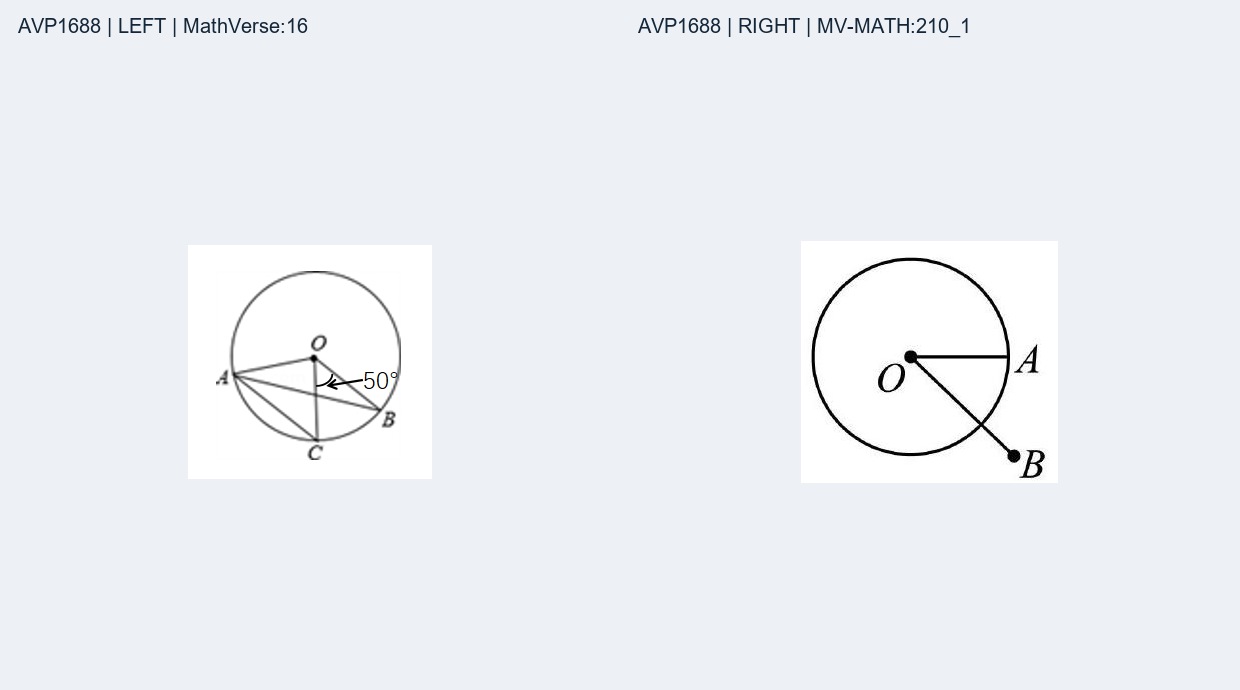 AVP1688 | LEFT | MathVerse:16
AVP1688 | RIGHT | MV-MATH:210_1
O
50°
A
B
C
O
A
B